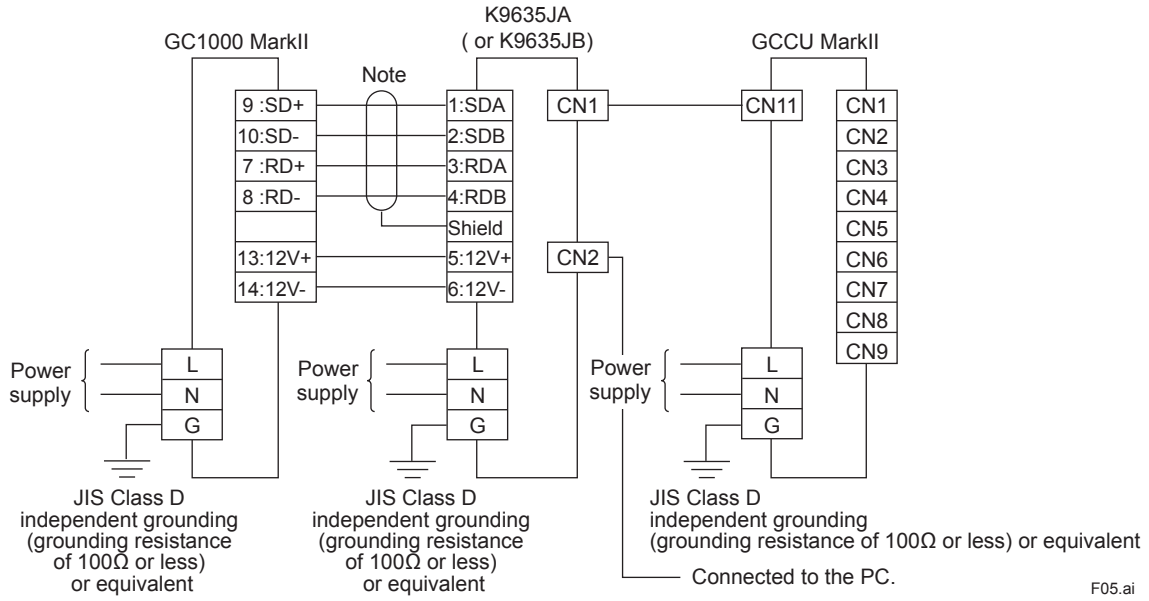 K9635JA
( or K9635JB)
GC1000 MarkII
GCCU MarkII
Note
9 :SD+
10:SD-
7 :RD+
8 :RD-
13:12V+
14:12V-
1:SDA
2:SDB
3:RDA
4:RDB
Shield
5:12V+
6:12V-
CN1
CN2
CN11
CN1
CN2
CN3
CN4
CN5
CN6
CN7
CN8
CN9
Power
supply
L
N
G
Power
supply
L
N
G
Power
supply
L
N
G
JIS Class D
independent grounding
(grounding resistance
of 100Ω or less)
or equivalent
JIS Class D
independent grounding
(grounding resistance
of 100Ω or less)
or equivalent
JIS Class D
independent grounding
(grounding resistance of 100Ω or less) or equivalent
Connected to the PC.
F05.ai